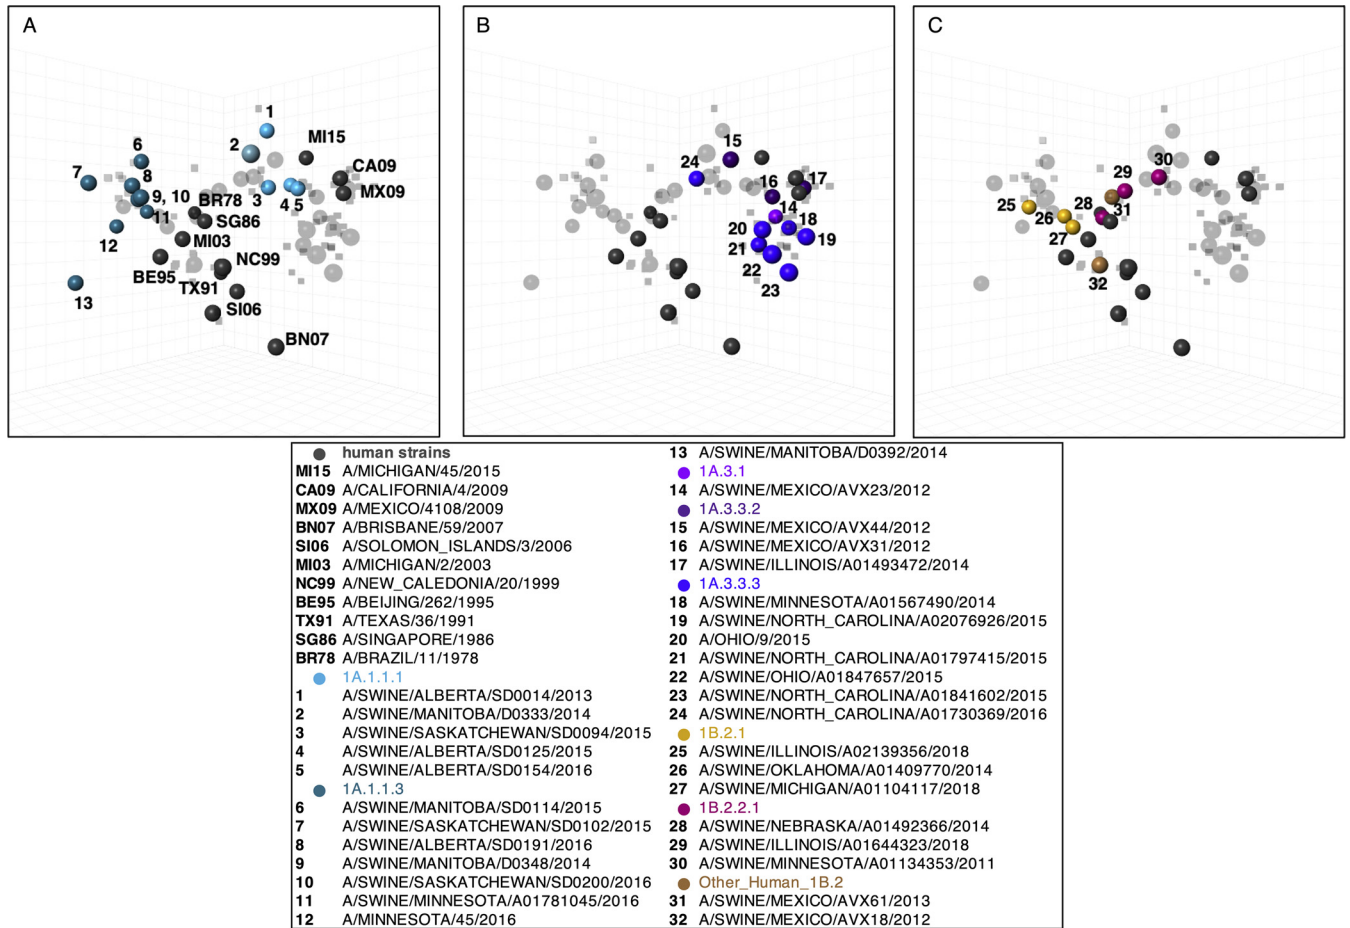 A
1
2
MI15
CA09
MX09
6
7
8
9, 10
BR78
3
4 5
11
SG86
12
MI03
NC99
BE95
TX91
13
SI06
BN07
B
15
24
17
16
14
18
20
19
21
22
23
C
30
29
28
25
31
26
27
32
human strains
MI15 A/MICHIGAN/45/2015
CA09 A/CALIFORNIA/4/2009
MX09 A/MEXICO/4108/2009
BN07 A/BRISBANE/59/2007
SI06 A/SOLOMON_ISLANDS/3/2006
MI03 A/MICHIGAN/2/2003
NC99 A/NEW_CALEDONIA/20/1999
BE95 A/BEIJING/262/1995
TX91 A/TEXAS/36/1991
SG86 A/SINGAPORE/1986
BR78 A/BRAZIL/11/1978
1A.1.1.1
1 A/SWINE/ALBERTA/SD0014/2013
2 A/SWINE/MANITOBA/D0333/2014
3 A/SWINE/SASKATCHEWAN/SD0094/2015
4 A/SWINE/ALBERTA/SD0125/2015
5 A/SWINE/ALBERTA/SD0154/2016
1A.1.1.3
6 A/SWINE/MANITOBA/SD0114/2015
7 A/SWINE/SASKATCHEWAN/SD0102/2015
8 A/SWINE/ALBERTA/SD0191/2016
9 A/SWINE/MANITOBA/D0348/2014
10 A/SWINE/SASKATCHEWAN/SD0200/2016
11 A/SWINE/MINNESOTA/A01781045/2016
12 A/MINNESOTA/45/2016
13 A/SWINE/MANITOBA/D0392/2014
1A.3.1
14 A/SWINE/MEXICO/AVX23/2012
1A.3.3.2
15 A/SWINE/MEXICO/AVX44/2012
16 A/SWINE/MEXICO/AVX31/2012
17 A/SWINE/ILLINOIS/A01493472/2014
1A.3.3.3
18 A/SWINE/MINNESOTA/A01567490/2014
19 A/SWINE/NORTH_CAROLINA/A02076926/2015
20 A/OHIO/9/2015
21 A/SWINE/NORTH_CAROLINA/A01797415/2015
22 A/SWINE/OHIO/A01847657/2015
23 A/SWINE/NORTH_CAROLINA/A01841602/2015
24 A/SWINE/NORTH_CAROLINA/A01730369/2016
1B.2.1
25 A/SWINE/ILLINOIS/A02139356/2018
26 A/SWINE/OKLAHOMA/A01409770/2014
27 A/SWINE/MICHIGAN/A01104117/2018
1B.2.2.1
28 A/SWINE/NEBRASKA/A01492366/2014
29 A/SWINE/ILLINOIS/A01644323/2018
30 A/SWINE/MINNESOTA/A01134353/2011
Other_Human_1B.2
31 A/SWINE/MEXICO/AVX61/2013
32 A/SWINE/MEXICO/AVX18/2012